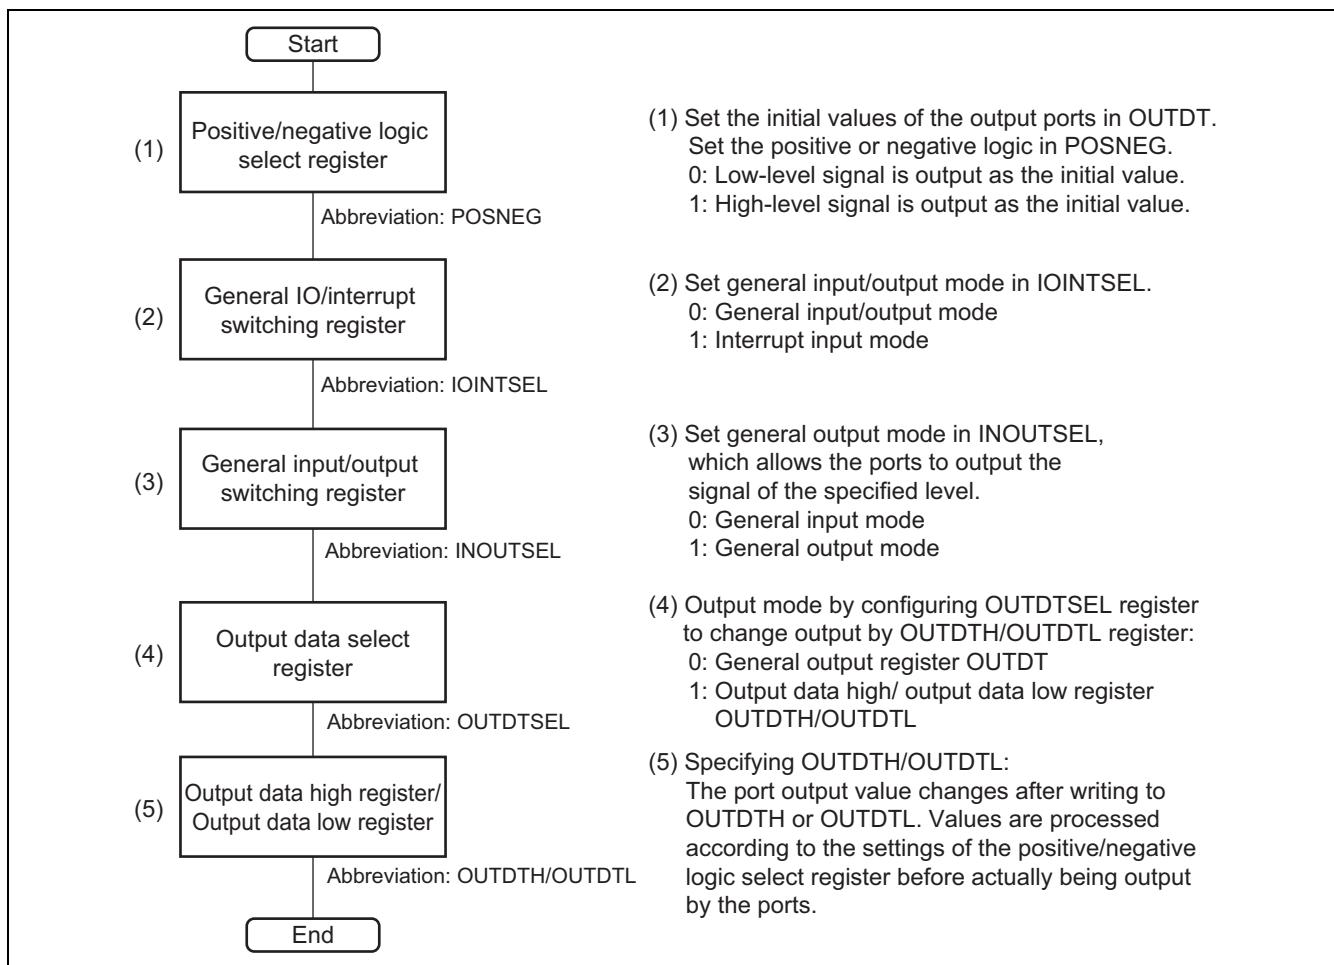 Start
(1)
Positive/negative logic
select register
Abbreviation: POSNEG
(1) Set the initial values of the output ports in OUTDT.
Set the positive or negative logic in POSNEG.
0: Low-level signal is output as the initial value.
1: High-level signal is output as the initial value.
(2)
General IO/interrupt
switching register
Abbreviation: IOINTSEL
(2) Set general input/output mode in IOINTSEL.
0: General input/output mode
1: Interrupt input mode
(3)
General input/output
switching register
Abbreviation: INOUTSEL
(3) Set general output mode in INOUTSEL,
which allows the ports to output the
signal of the specified level.
0: General input mode
1: General output mode
(4)
Output data select
register
Abbreviation: OUTDTSEL
(4) Output mode by configuring OUTDTSEL register
to change output by OUTDTH/OUTDTL register:
0: General output register OUTDT
1: Output data high/ output data low register
OUTDTH/OUTDTL
(5)
Output data high register/
Output data low register
Abbreviation: OUTDTH/OUTDTL
(5) Specifying OUTDTH/OUTDTL:
The port output value changes after writing to
OUTDTH or OUTDTL. Values are processed
according to the settings of the positive/negative
logic select register before actually being output
by the ports.
End